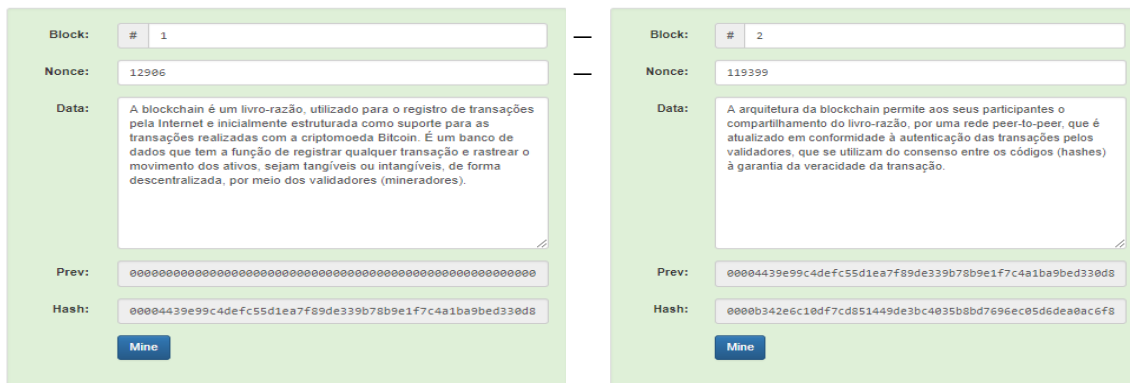 Block: # 1
Nonce: 12906
Data: A blockchain é um livro-razão, utilizado para o registro de transações
pela Internet e inicialmente estruturada como suporte para as
transações realizadas com a criptomoeda Bitcoin. É um banco de
dados que tem a função de registrar qualquer transação e rastrear o
movimento dos ativos, sejam tangíveis ou intangíveis, de forma
descentralizada, por meio dos validadores (mineradores).
Prev: 000000000000000000000000000000000000000000000000000000000
Hash: 00004439e99c4defc55d1ea7f89de339b78b9e1f7c4a1ba9bed330d8
Mine
Block: # 2
Nonce: 119399
Data: A arquitetura da blockchain permite aos seus participantes o
compartilhamento do livro-razão, por uma rede peer-to-peer, que é
atualizado em conformidade à autenticação das transações pelos
validadores, que se utilizam do consenso entre os códigos (hashes)
à garantia da veracidade da transação.
Prev: 00004439e99c4defc55d1ea7f89de339b78b9e1f7c4a1ba9bed330d8
Hash: 0000b342e6c10df7cd851449de3bc4035b8bd7696ec05d6dea0ac6f8
Mine